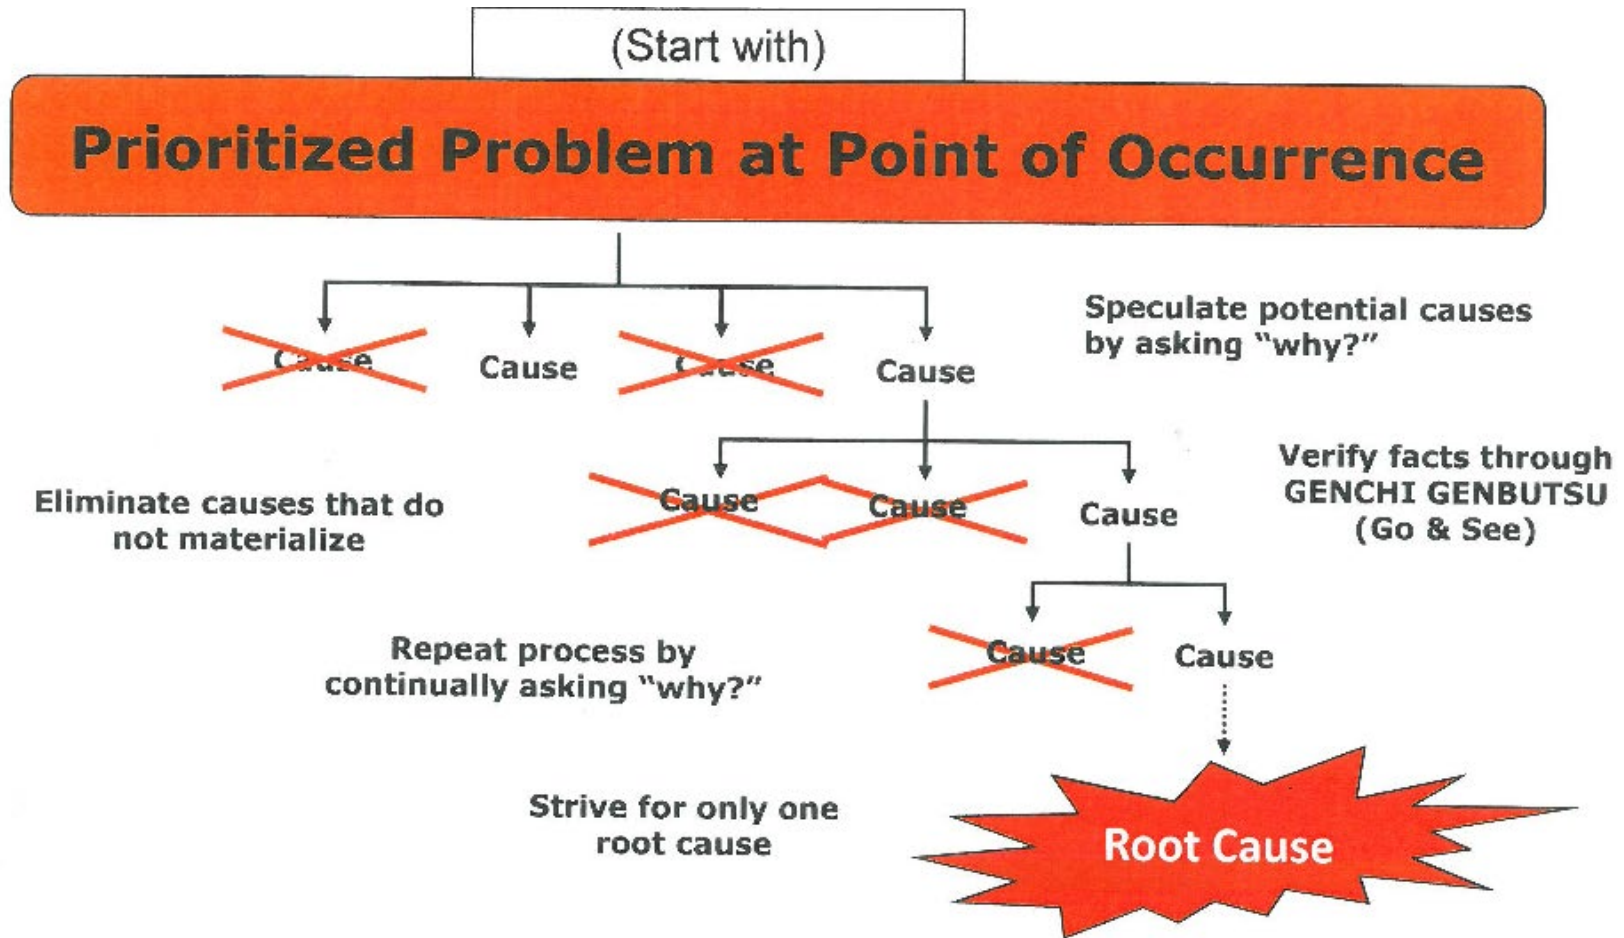 (Start with)
Prioritized Problem at Point of Occurrence
Speculate potential causes
by asking “why?”
Cause
Cause
Cause
Cause
Verify facts through
GENCHI GENBUTSU
(Go & See)
Eliminate causes that do
not materialize
Cause
Cause
Cause
Repeat process by
continually asking “why?”
Cause
Cause
Strive for only one
root cause
Root Cause